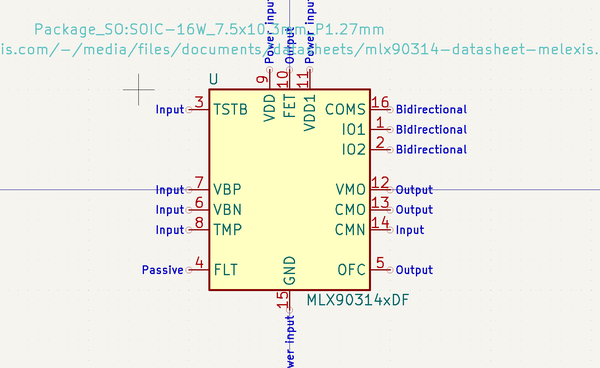 Package_SO:SOIC-16W_7.5x10.3mm_P1.27mm
is.com/-/media/files/documents/datasheets/mlx90314-datasheet-melexis.
Power input
Output
Power input
9
10
11
U
VDD
FET
VDD1
Input 3 TSTB
COMS 16 Bidirectional
IO1 1 Bidirectional
IO2 2 Bidirectional
Input 7 VBP
VMO 12 Output
Input 6 VBN
CMO 13 Output
Input 8 TMP
CMN 14 Input
Passive 4 FLT
GND
OFC 5 Output
15
MLX90314xDF
wer input